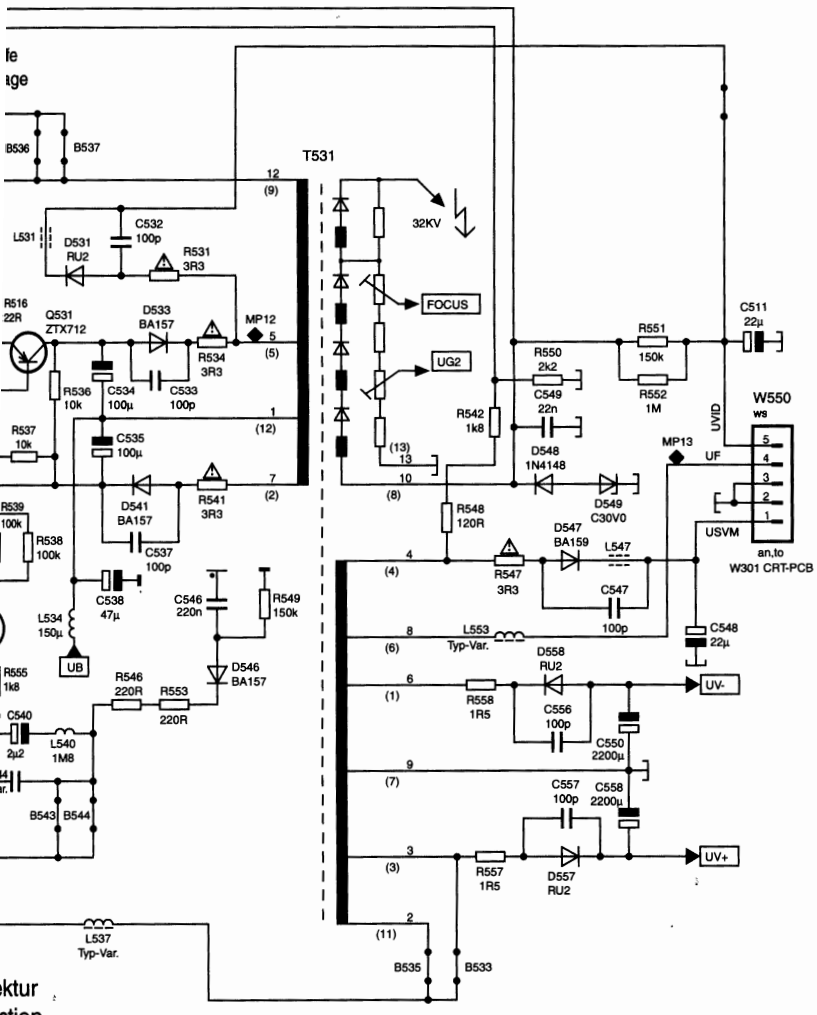 age
B536
B537
T531
12
(9)
L531
D531
RU2
C532
100p
R531
3R3
32KV
FOCUS
UG2
R516
22R
Q531
ZTX712
D533
BA157
MP12
5
(5)
R534
3R3
C533
100p
C534
100µ
R536
10k
1
(12)
C535
100µ
R537
10k
R541
3R3
7
(2)
D541
BA157
C537
100p
R539
100k
R538
100k
C538
47µ
L534
150µ
UB
C546
220n
R549
150k
D546
BA157
R546
220R
R553
220R
R555
1k8
C540
2µ2
L540
1M8
B543
B544
L537
Typ-Var.
ektur
R551
150k
R552
1M
C511
22µ
R550
2k2
C549
22n
R542
1k8
(13)
13
10
(8)
D548
1N4148
D549
C30V0
W550
ws
UVID
MP13
UF
5
4
3
2
1
USVM
an,to
W301 CRT-PCB
R548
120R
4
(4)
R547
3R3
D547
BA159
L547
C547
100p
C548
22µ
8
(6)
L553
Typ-Var.
6
(1)
R558
1R5
D558
RU2
C556
100p
C550
2200µ
UV-
9
(7)
C557
100p
C558
2200µ
3
(3)
R557
1R5
D557
RU2
UV+
2
(11)
B535
B533